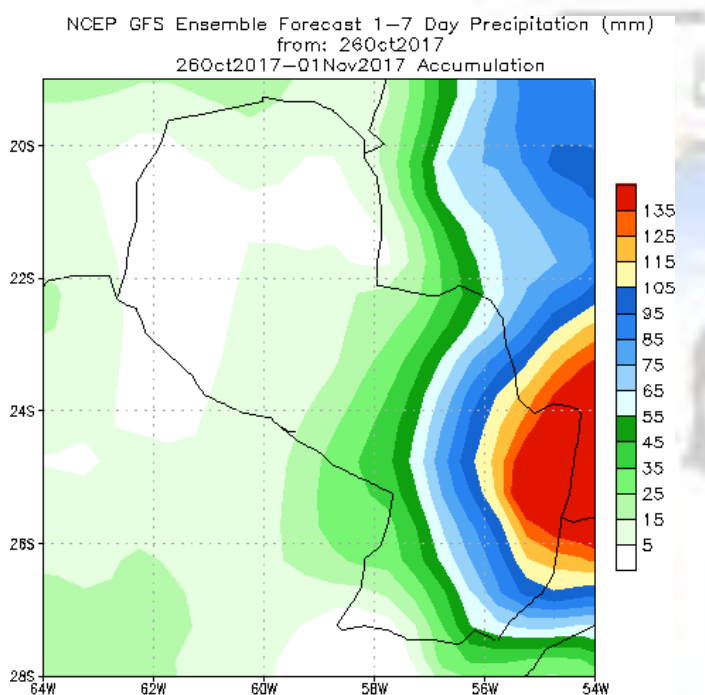 NCEP GFS Ensemble Forecast 1-7 Day Precipitation (mm)
from: 26Oct2017
26Oct2017-01Nov2017 Accumulation
20S
22S
24S
26S
28S
64W 62W 60W 58W 56W 54W
135
125
115
105
95
85
75
65
55
45
35
25
15
5